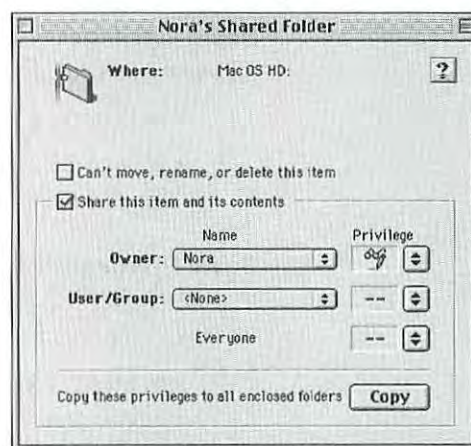 Nora's Shared Folder
Where: Mac OS HD:
?
Can't move, rename, or delete this item
Share this item and its contents
Name Privilege
Owner: Nora
User/Group: <None> --
Everyone --
Copy these privileges to all enclosed folders Copy